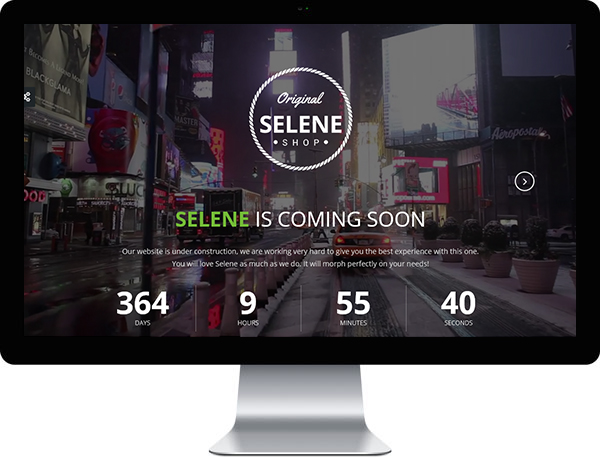 Become A
BLACKGLAMA
Original
SELENE
• SHOP •
Aéropostale
SELENE IS COMING SOON
Our website is under construction, we are working very hard to give you the best experience with this one.
You will love Selene as much as we do. It will morph perfectly on your needs!
364 9 55 40
DAYS HOURS MINUTES SECONDS